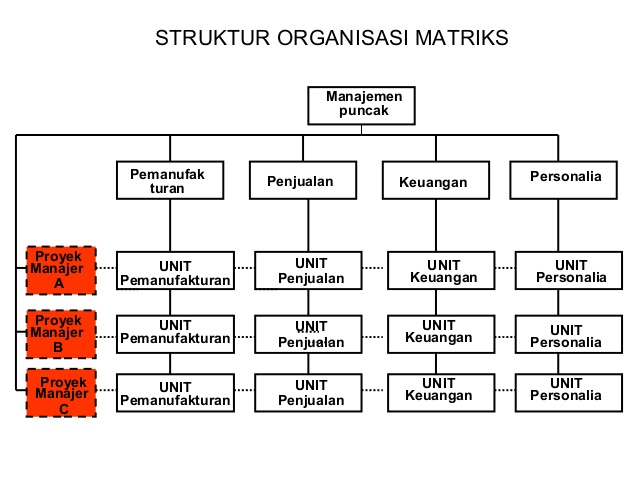 STRUKTUR ORGANISASI MATRIKS
Manajemen
puncak
Pemanufak
turan
Penjualan
Keuangan
Personalia
Proyek
Manajer
A
UNIT
Pemanufakturan
UNIT
Penjualan
UNIT
Keuangan
UNIT
Personalia
Proyek
Manajer
B
UNIT
Pemanufakturan
UNIT
Penjualan
UNIT
Keuangan
UNIT
Personalia
Proyek
Manajer
C
UNIT
Pemanufakturan
UNIT
Penjualan
UNIT
Keuangan
UNIT
Personalia